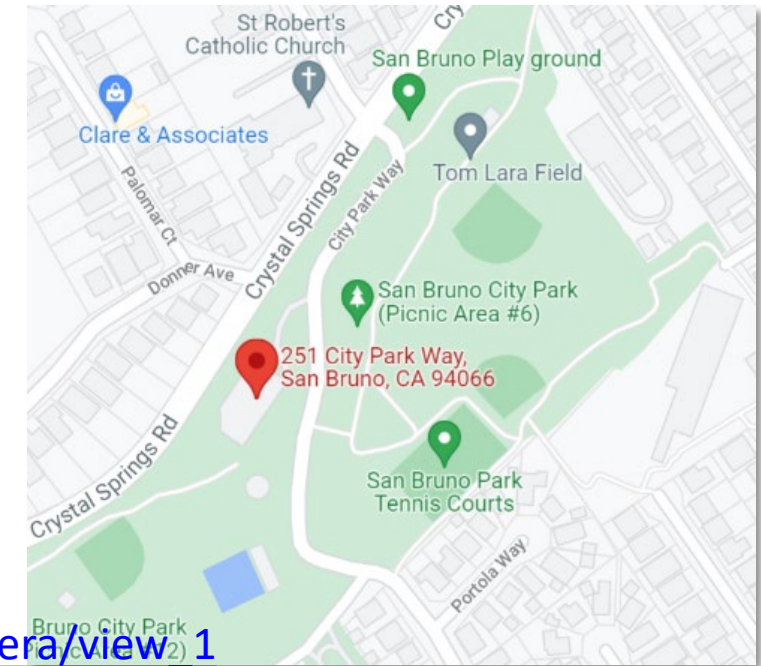 St Robert's
Catholic Church
Cry
San Bruno Play ground
Clare & Associates
Tom Lara Field
Palomar Ct
Crystal Springs Rd
City Park Way
Donner Ave
San Bruno City Park
(Picnic Area #6)
251 City Park Way,
San Bruno, CA 94066
San Bruno Park
Tennis Courts
Crystal Springs Rd
Portola Way
Bruno City Park
era/view_1